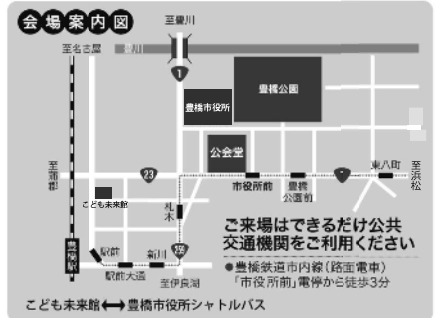 会場案内図
至豊川
至名古屋
豊川
1
豊橋公園
豊橋市役所
公会堂
至蒲郡
23
市役所前
豊橋公園前
東八町
至浜松
こども未来館
札木
豊橋駅
駅前
駅前大通
新川
至伊良湖
ご来場はできるだけ公共
交通機関をご利用ください
●豊橋鉄道市内線(路面電車)
「市役所前」電停から徒歩3分
こども未来館⟷豊橋市役所シャトルバス